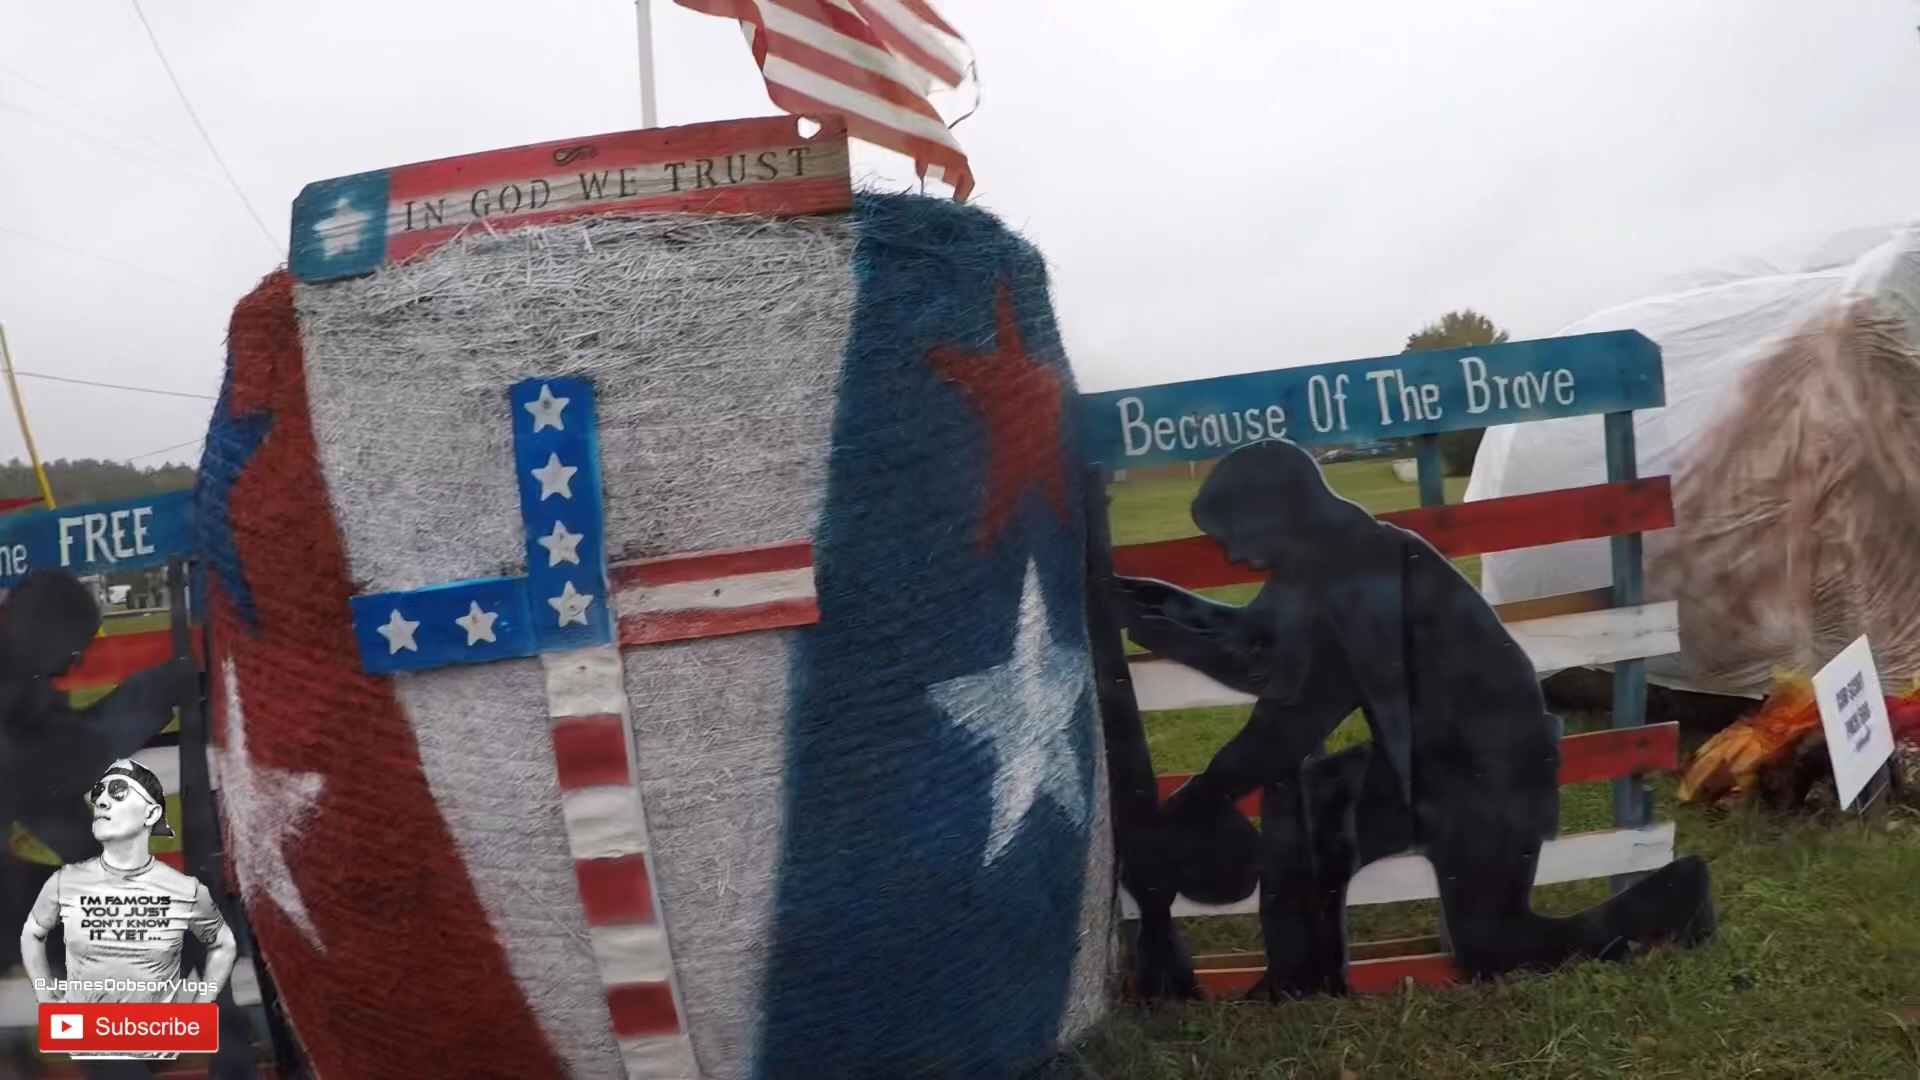 IN GOD WE TRUST
Because Of The Brave
FREE
I'M FAMOUS
YOU JUST
DON'T KNOW
IT YET...
@JamesDobsonVlogs
Subscribe